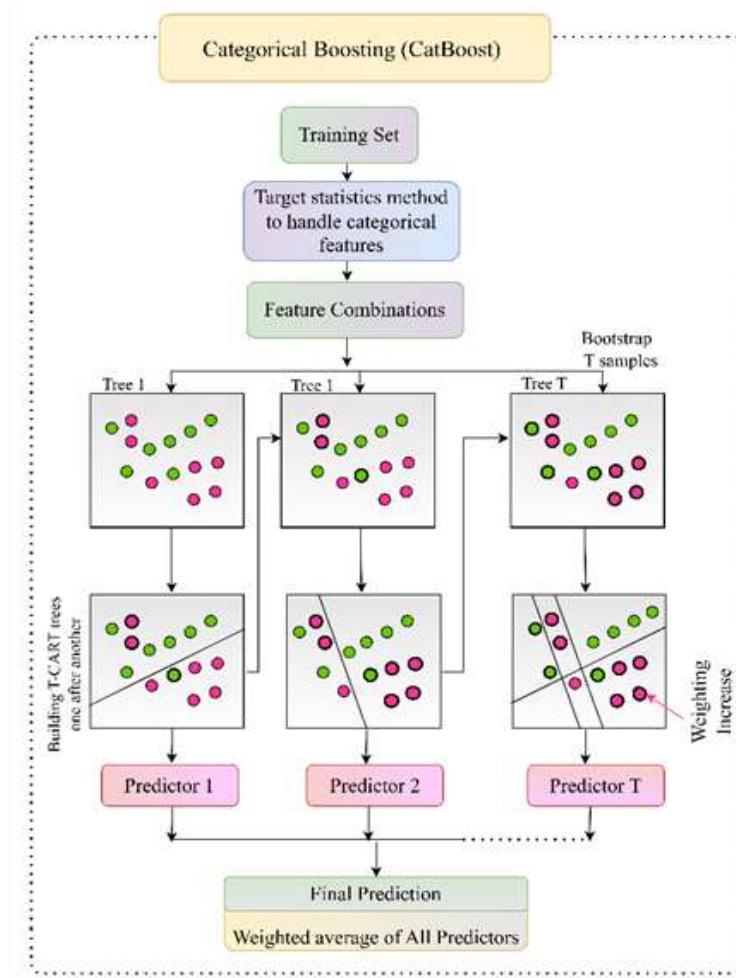 Categorical Boosting (CatBoost)
Training Set
Target statistics method
to handle categorical
features
Feature Combinations
Bootstrap
T samples
Tree 1
Tree 1
Tree T
Building T-CART trees
one after another
Weighting
Increase
Predictor 1
Predictor 2
Predictor T
Final Prediction
Weighted average of All Predictors